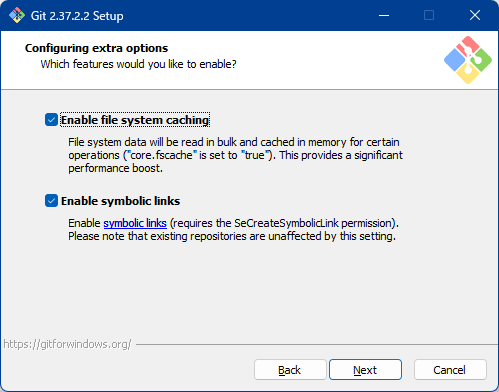 Git 2.37.2.2 Setup
Configuring extra options
Which features would you like to enable?
Enable file system caching
File system data will be read in bulk and cached in memory for certain
operations ("core.fscache" is set to "true"). This provides a significant
performance boost.
Enable symbolic links
Enable symbolic links (requires the SeCreateSymbolicLink permission).
Please note that existing repositories are unaffected by this setting.
https://gitforwindows.org/
Back Next Cancel